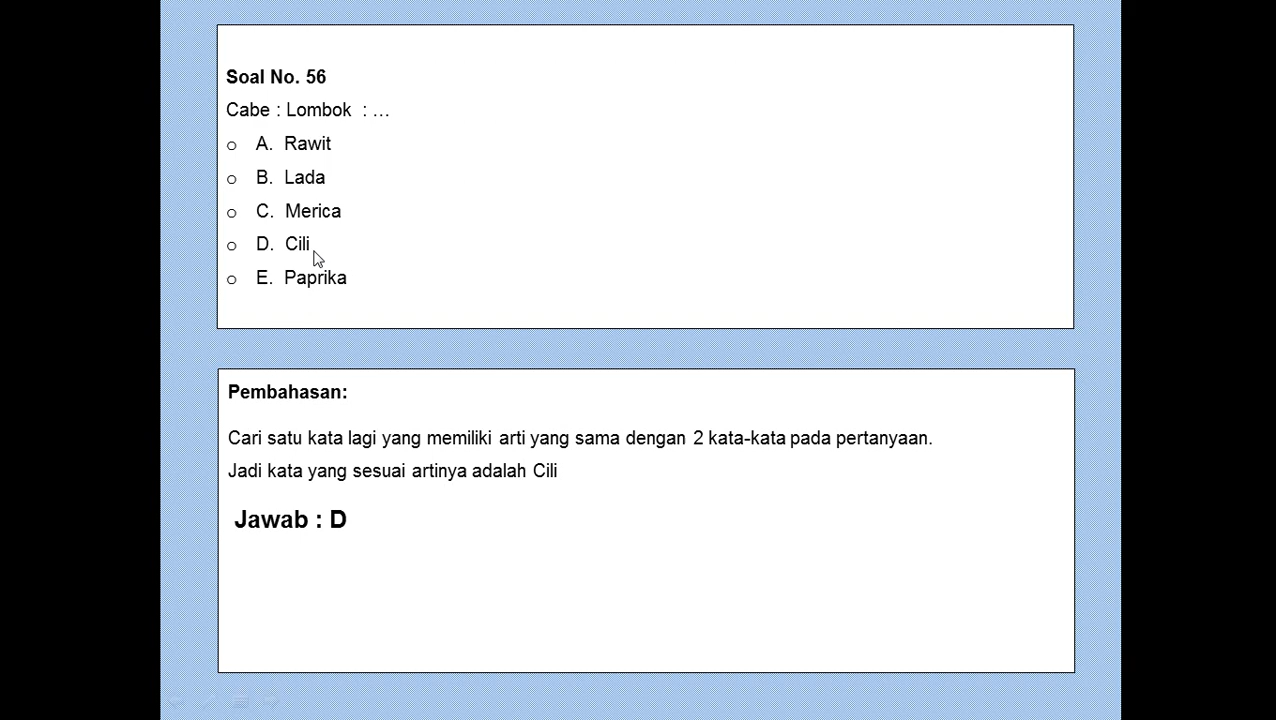 Soal No. 56
Cabe : Lombok : ...
o A. Rawit
o B. Lada
o C. Merica
o D. Cili
o E. Paprika
Pembahasan:
Cari satu kata lagi yang memiliki arti yang sama dengan 2 kata-kata pada pertanyaan.
Jadi kata yang sesuai artinya adalah Cili
Jawab : D